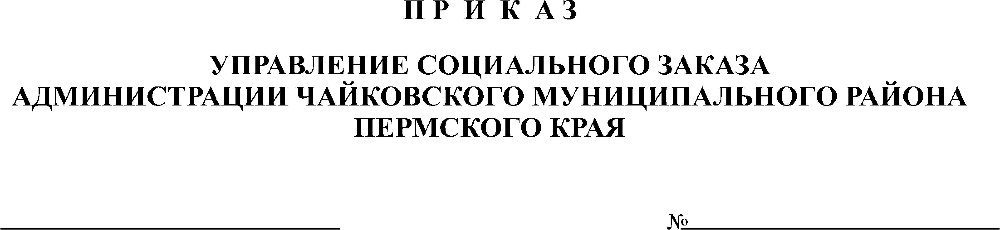 П Р И К А З
УПРАВЛЕНИЕ СОЦИАЛЬНОГО ЗАКАЗА
АДМИНИСТРАЦИИ ЧАЙКОВСКОГО МУНИЦИПАЛЬНОГО РАЙОНА
ПЕРМСКОГО КРАЯ
№